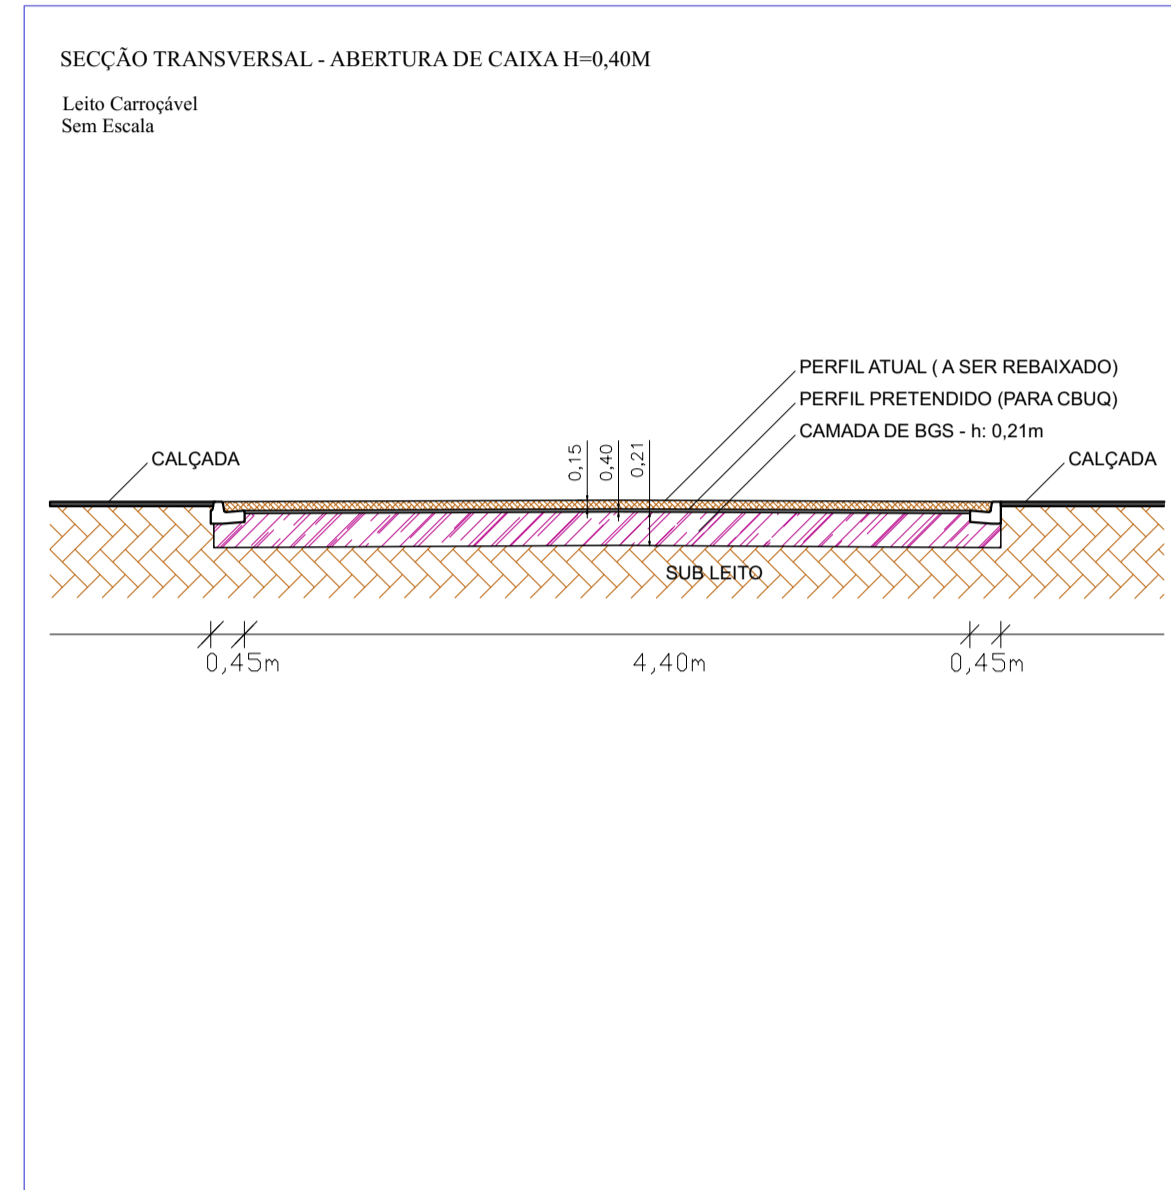 SECÇÃO TRANSVERSAL - ABERTURA DE CAIXA H=0,40M
Leito Carroçável
Sem Escala
PERFIL ATUAL ( A SER REBAIXADO)
PERFIL PRETENDIDO (PARA CBUQ)
CAMADA DE BGS - h: 0,21m
CALÇADA
0,15
0,40
0,21
CALÇADA
SUB LEITO
0,45m
4,40m
0,45m